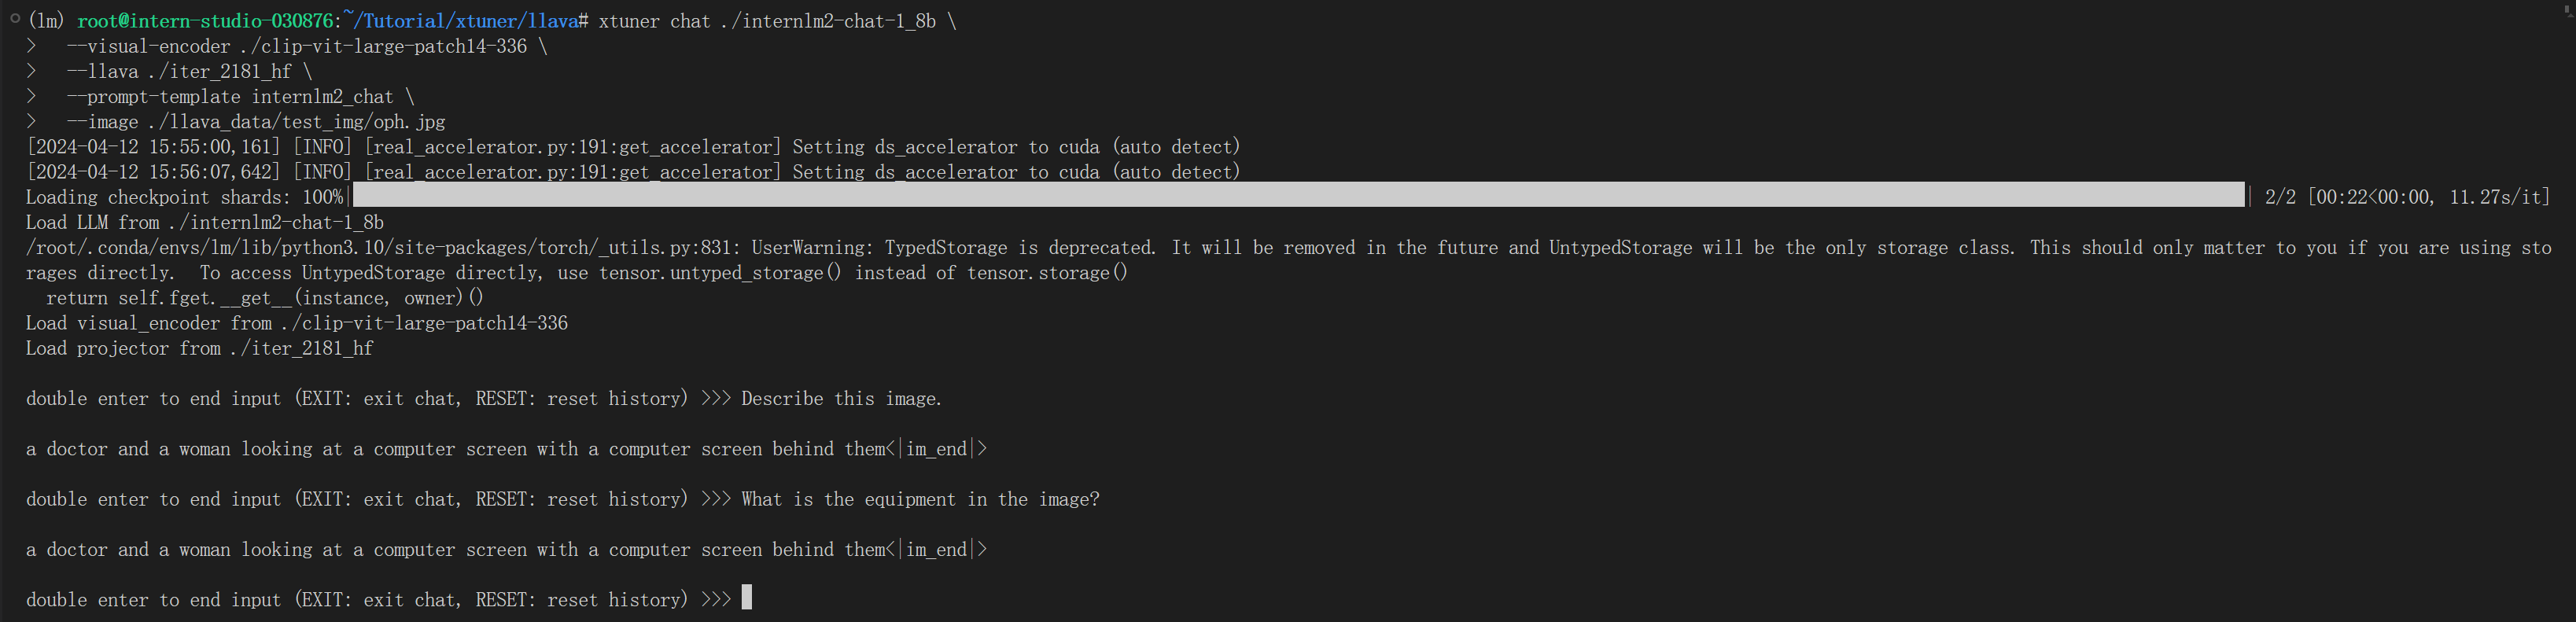 (lm) root@intern-studio-030876:~/Tutorial/xtuner/llava# xtuner chat ./internlm2-chat-1_8b \
>   --visual-encoder ./clip-vit-large-patch14-336 \
>   --llava ./iter_2181_hf \
>   --prompt-template internlm2_chat \
>   --image ./llava_data/test_img/oph.jpg
[2024-04-12 15:55:00,161] [INFO] [real_accelerator.py:191:get_accelerator] Setting ds_accelerator to cuda (auto detect)
[2024-04-12 15:56:07,642] [INFO] [real_accelerator.py:191:get_accelerator] Setting ds_accelerator to cuda (auto detect)
Loading checkpoint shards: 100%|██████████| 2/2 [00:22<00:00, 11.27s/it]
Load LLM from ./internlm2-chat-1_8b
/root/.conda/envs/lm/lib/python3.10/site-packages/torch/_utils.py:831: UserWarning: TypedStorage is deprecated. It will be removed in the future and UntypedStorage will be the only storage class. This should only matter to you if you are using sto
rages directly.  To access UntypedStorage directly, use tensor.untyped_storage() instead of tensor.storage()
  return self.fget.__get__(instance, owner)()
Load visual_encoder from ./clip-vit-large-patch14-336
Load projector from ./iter_2181_hf
double enter to end input (EXIT: exit chat, RESET: reset history) >>> Describe this image.
a doctor and a woman looking at a computer screen with a computer screen behind them<|im_end|>
double enter to end input (EXIT: exit chat, RESET: reset history) >>> What is the equipment in the image?
a doctor and a woman looking at a computer screen with a computer screen behind them<|im_end|>
double enter to end input (EXIT: exit chat, RESET: reset history) >>>